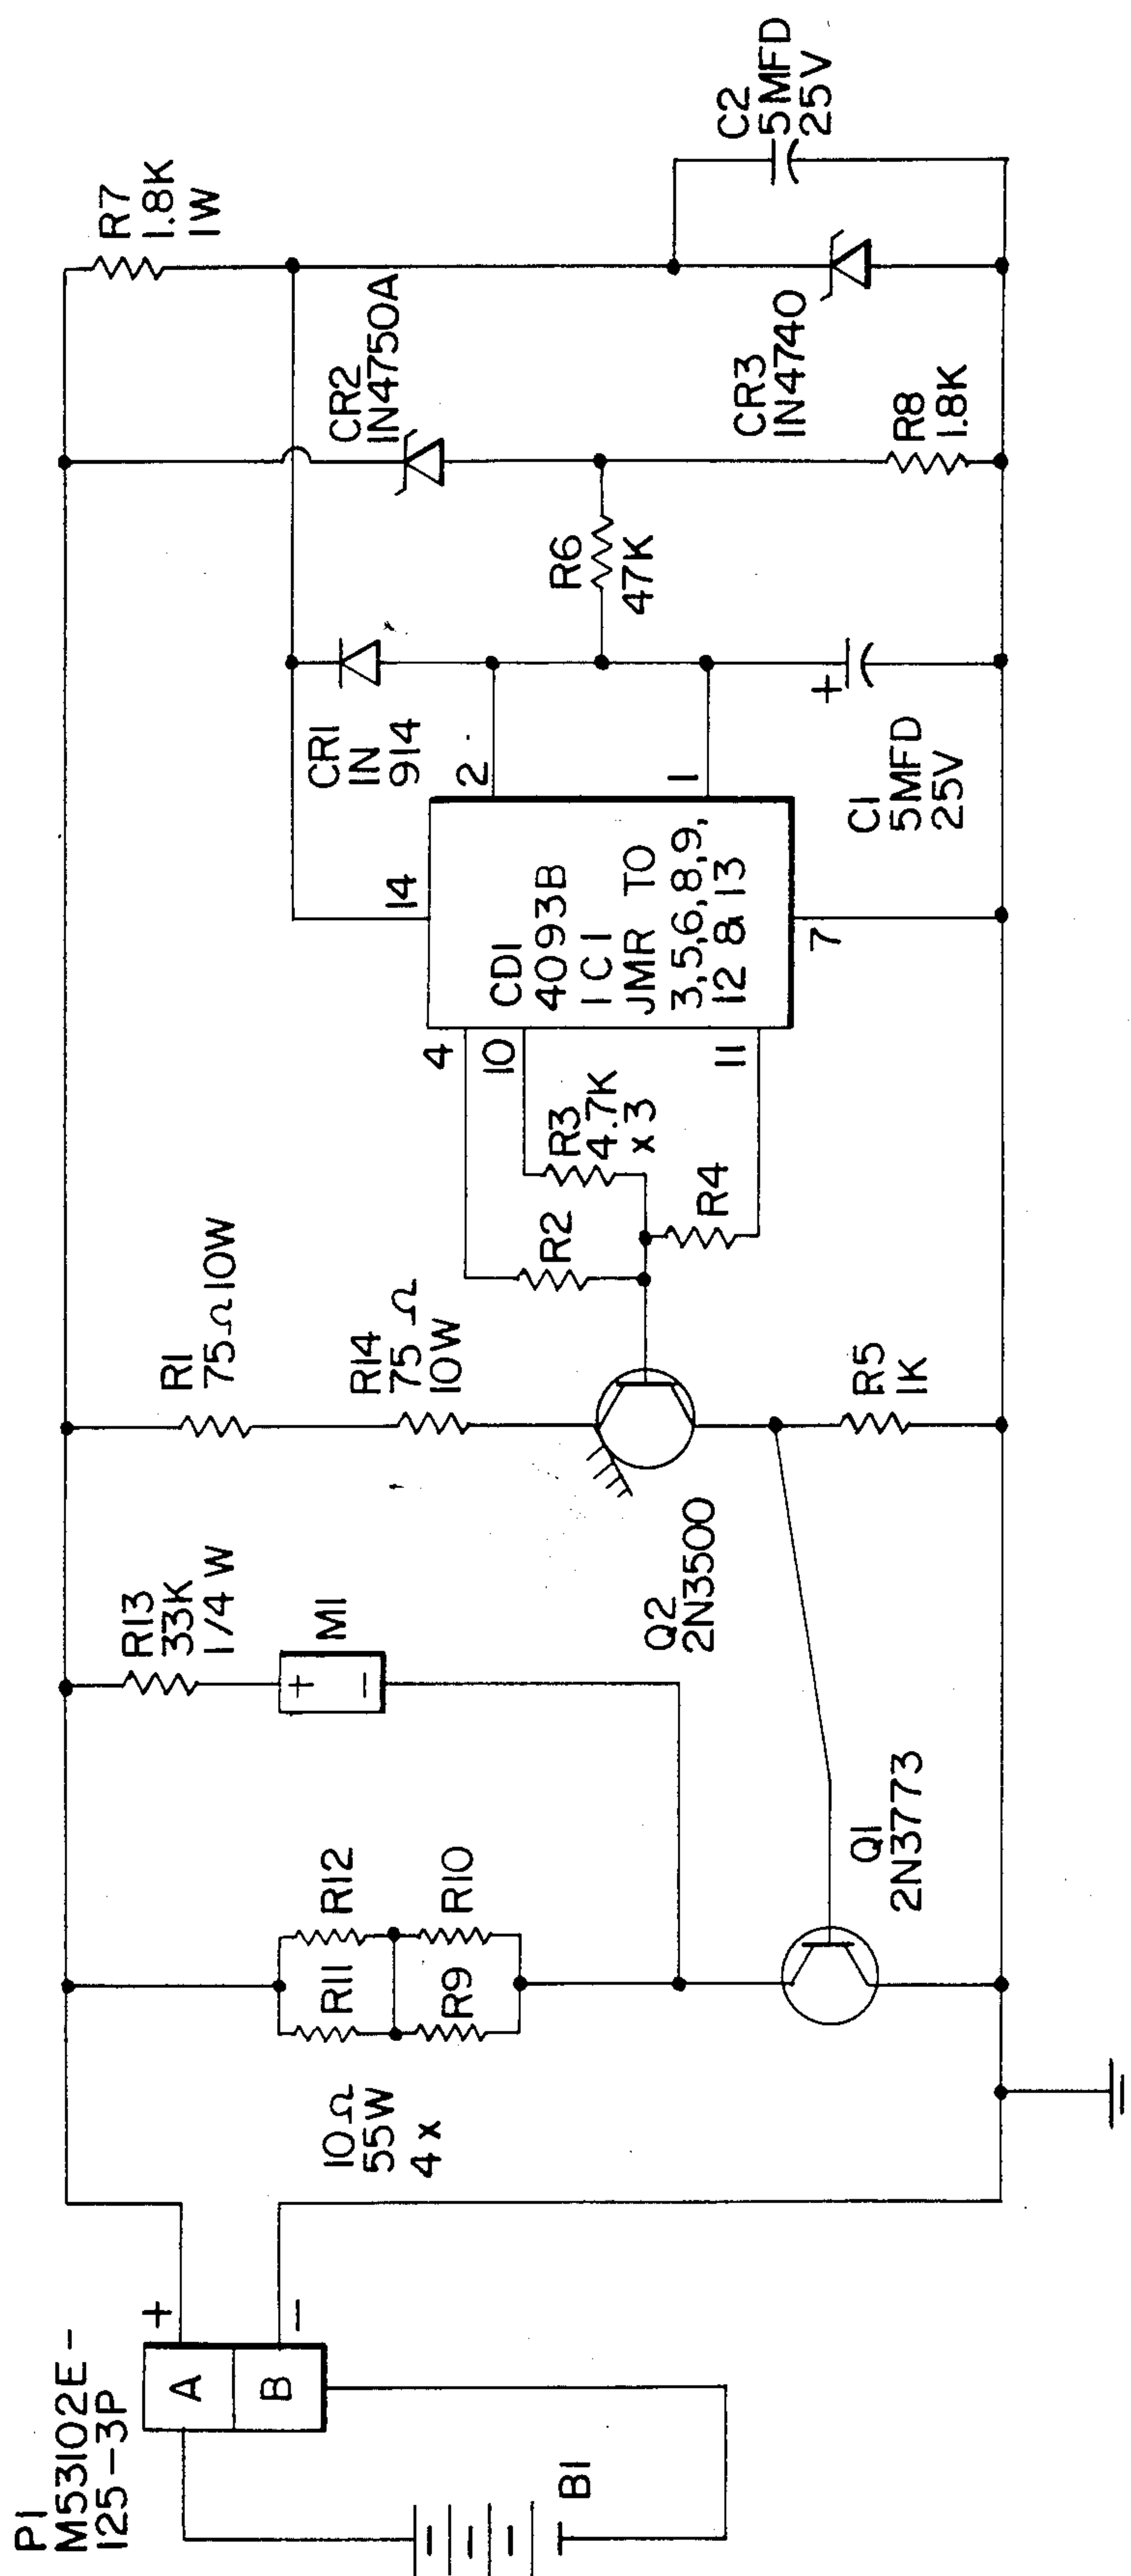 P1
M53102E-
125-3P
A
B
+
-
B1
10Ω
55W
4x
R11
R12
R9
R10
R13
33K
1/4 W
M1
+
-
Q1
2N3773
R1
75Ω 10W
R14
75 Ω
10W
Q2
2N3500
R5
1K
R2
R3
4.7K
x3
R4
4
10
11
14
CD1
4093B
IC1
JMR TO
3,5,6,8,9,
12 & 13
7
2
1
CR1
IN
914
C1
5MFD
25V
+
R6
47K
CR2
IN4750A
R8
1.8K
CR3
IN4740
R7
1.8K
1W
C2
5MFD
25V